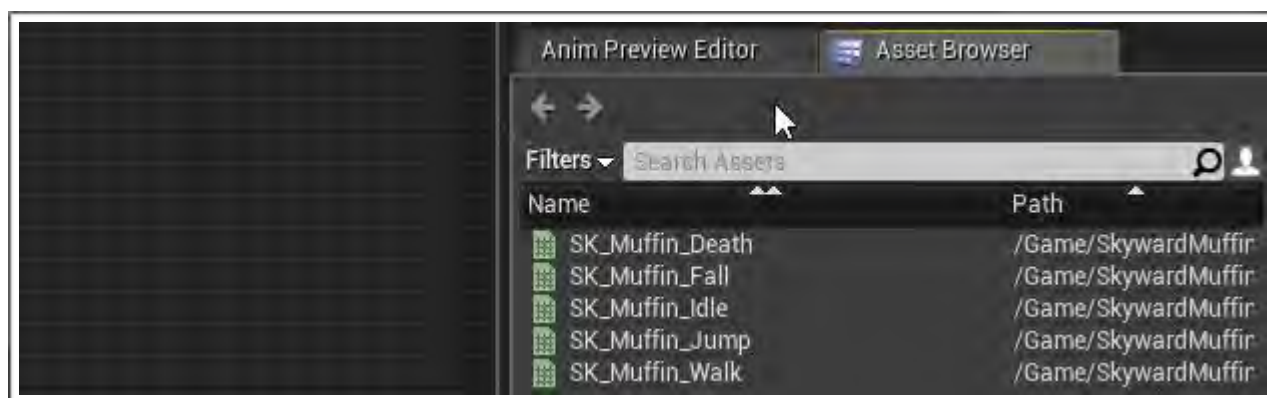 Anim Preview Editor Asset Browser
Filters Search Assets
Name Path
SK_Muffin_Death /Game/SkywardMuffin
SK_Muffin_Fall /Game/SkywardMuffin
SK_Muffin_Idle /Game/SkywardMuffin
SK_Muffin_Jump /Game/SkywardMuffin
SK_Muffin_Walk /Game/SkywardMuffin